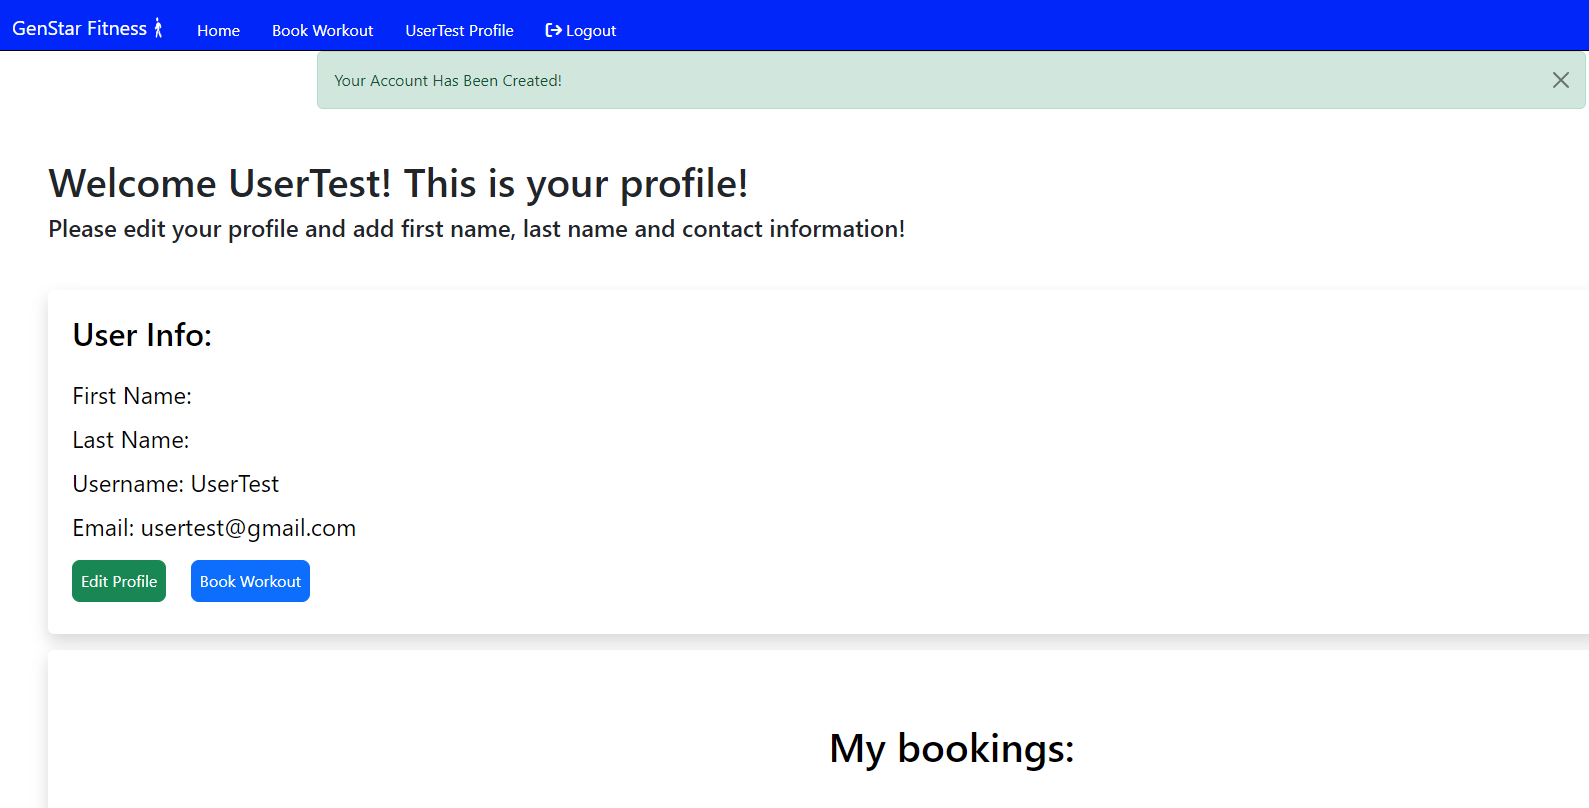 GenStar Fitness Home Book Workout UserTest Profile Logout
Your Account Has Been Created!
Welcome UserTest! This is your profile!
Please edit your profile and add first name, last name and contact information!
User Info:
First Name:
Last Name:
Username: UserTest
Email: usertest@gmail.com
Edit Profile Book Workout
My bookings: